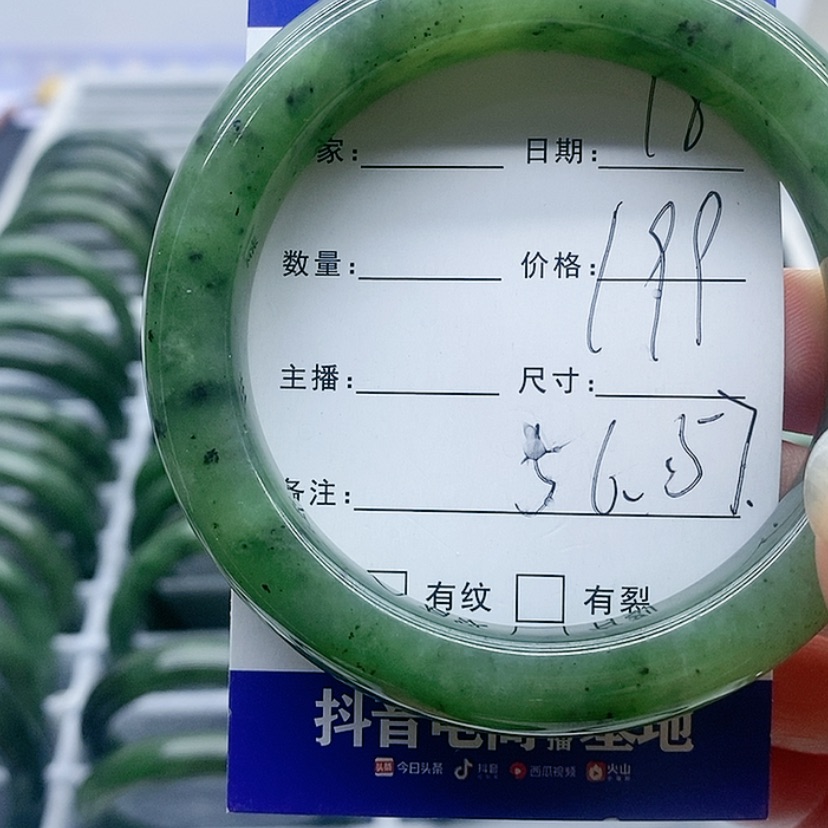 家： 日期： 18
数量： 价格： 199
主播： 尺寸：
56.57.
备注：
有纹 有裂
抖音电商直播基地
今日头条 抖音 西瓜视频 火山